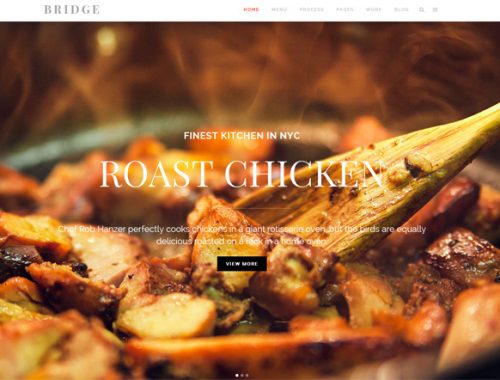 BRIDGE
HOME MENU PROCESS PAGES WORK BLOG
FINEST KITCHEN IN NYC
ROAST CHICKEN
Chef Rob Hanzer perfectly cooks chickens in a giant rotisserie oven, but the birds are equally
delicious roasted on a rack in a home oven.
VIEW MORE